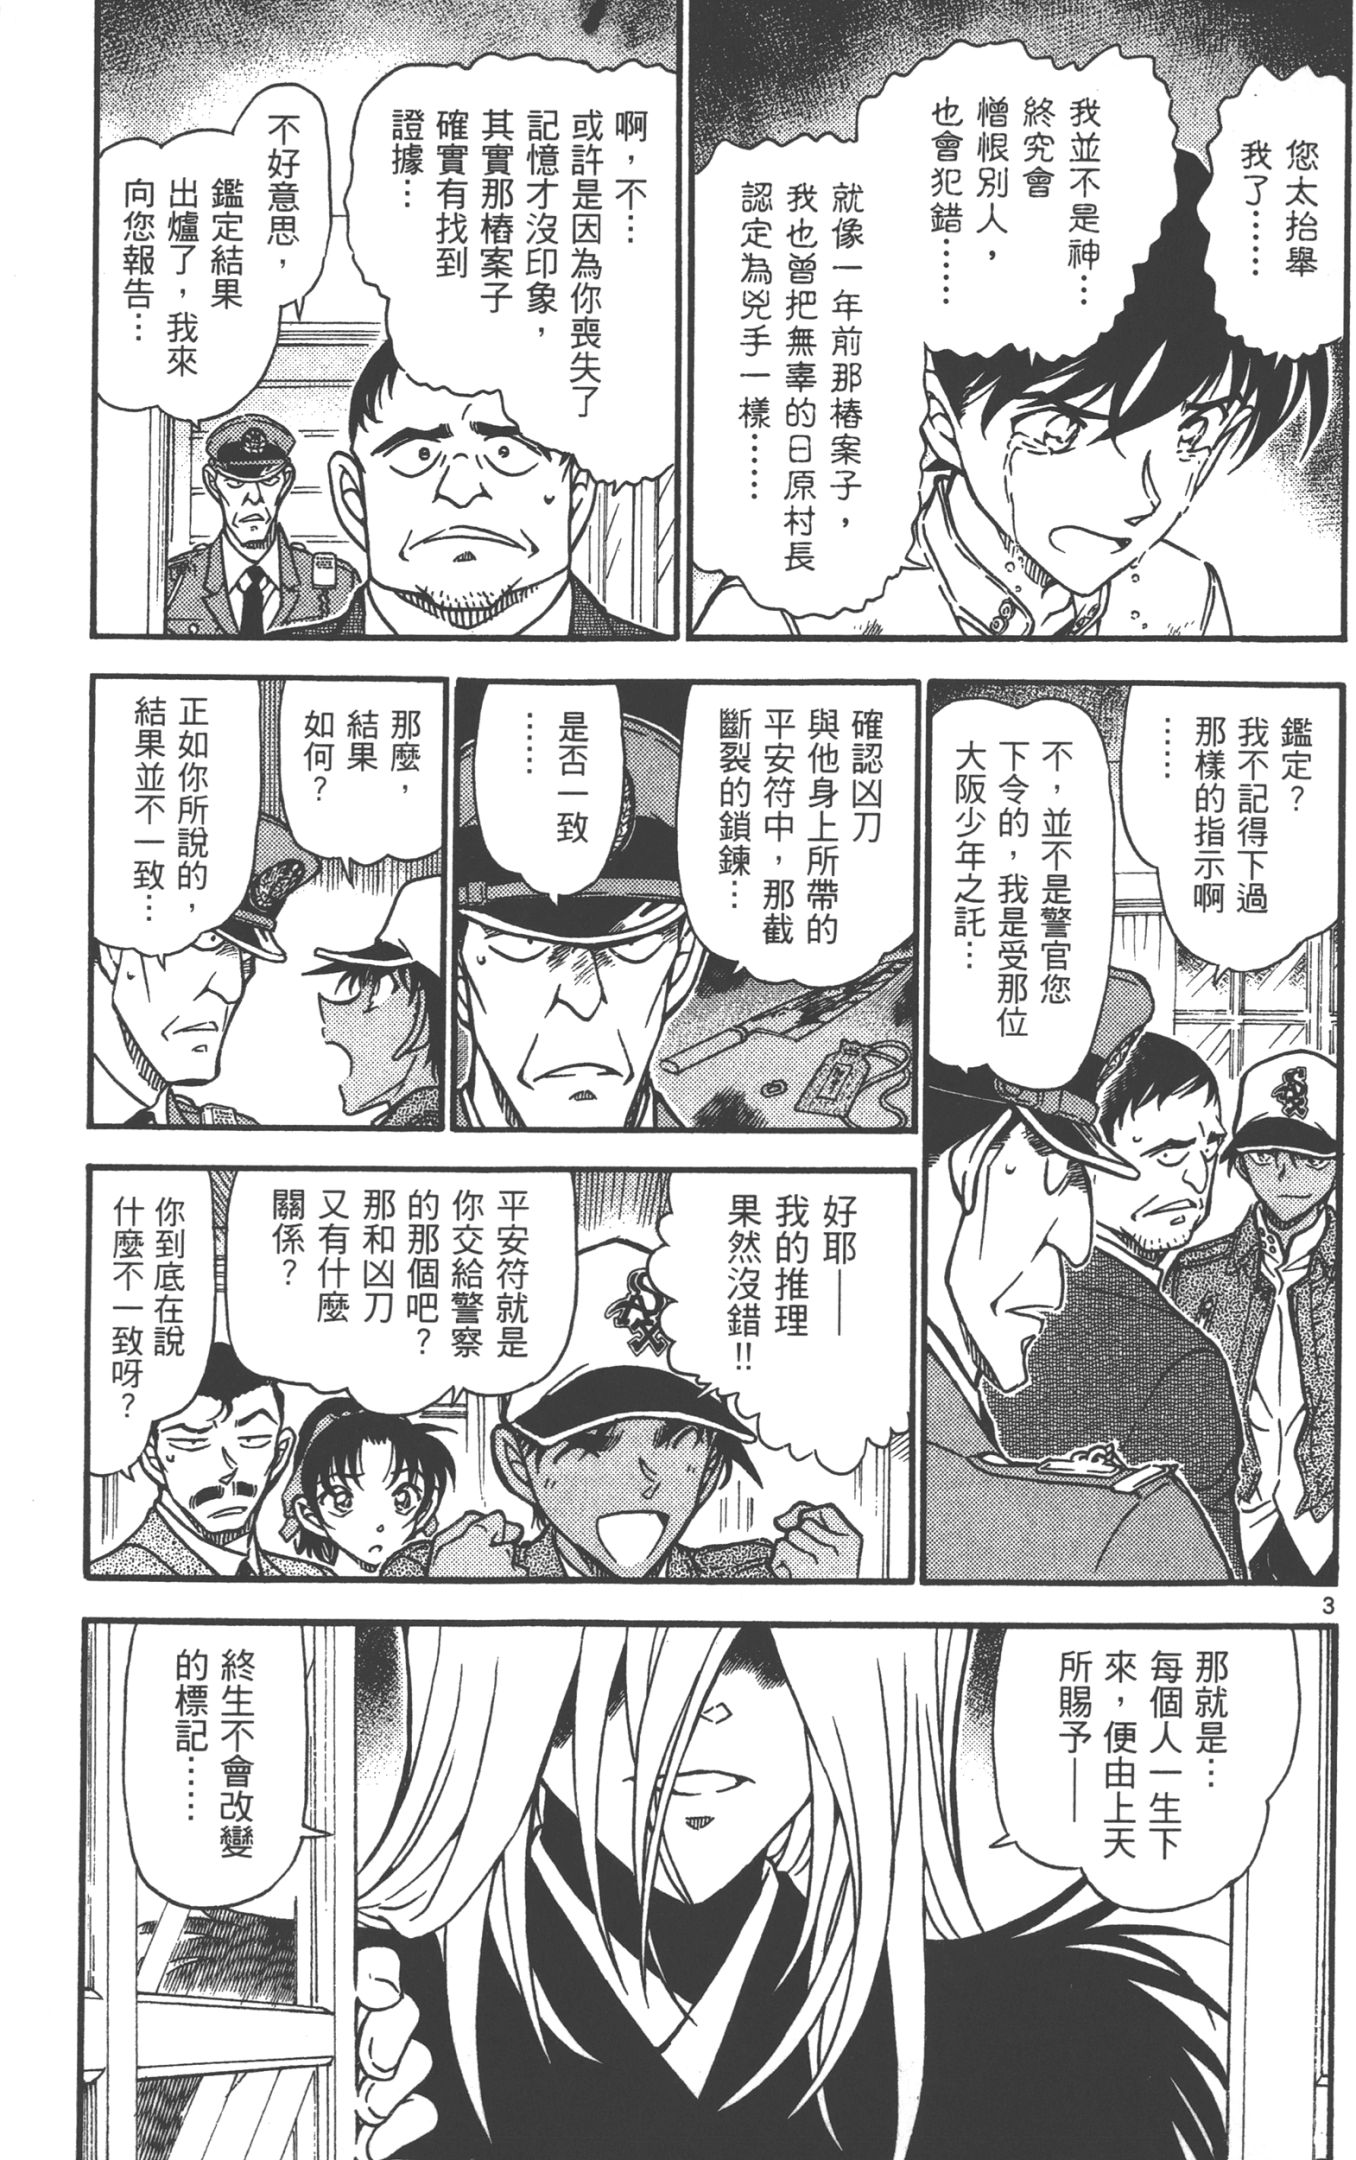 您太抬舉
我了……
我並不是神…
終究會
憎恨別人，
也會犯錯……
就像一年前那樁案子，
我也曾把無辜的日原村長
認定為兇手一樣……
啊，不…
或許是因為你喪失了
記憶才沒印象，
其實那樁案子
確實有找到
證據…
不好意思，
鑑定結果
出爐了，我來
向您報告…
鑑定？
我不記得下過
那樣的指示啊
……
不，並不是警官您
下令的，我是受那位
大阪少年之託…
確認凶刀
與他身上所帶的
平安符中，那截
斷裂的鎖鍊…
是否一致
……
那麼，
結果
如何？
正如你所說的，
結果並不一致…
好耶──
我的推理
果然沒錯!!
平安符就是
你交給警察
的那個吧？
那和凶刀
又有什麼
關係？
你到底在說
什麼不一致呀？
3
那就是…
每個人一生下
來，便由上天
所賜予──
終生不會改變
的標記……